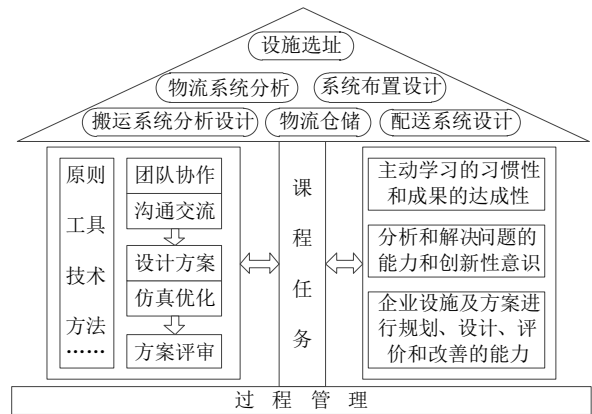 设施选址
物流系统分析
系统布置设计
搬运系统分析设计
物流仓储
配送系统设计
原则
工具
技术
方法
……
团队协作
沟通交流
设计方案
仿真优化
方案评审
课
程
任
务
主动学习的习惯性
和成果的达成性
分析和解决问题的
能力和创新性意识
企业设施及方案进
行规划、设计、评
价和改善的能力
过 程 管 理